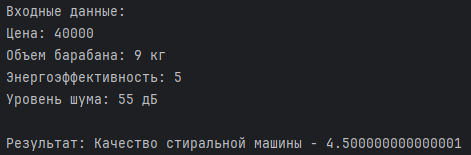 Входные данные:
Цена: 40000
Объем барабана: 9 кг
Энергоэффективность: 5
Уровень шума: 55 дБ
Результат: Качество стиральной машины - 4.500000000000001